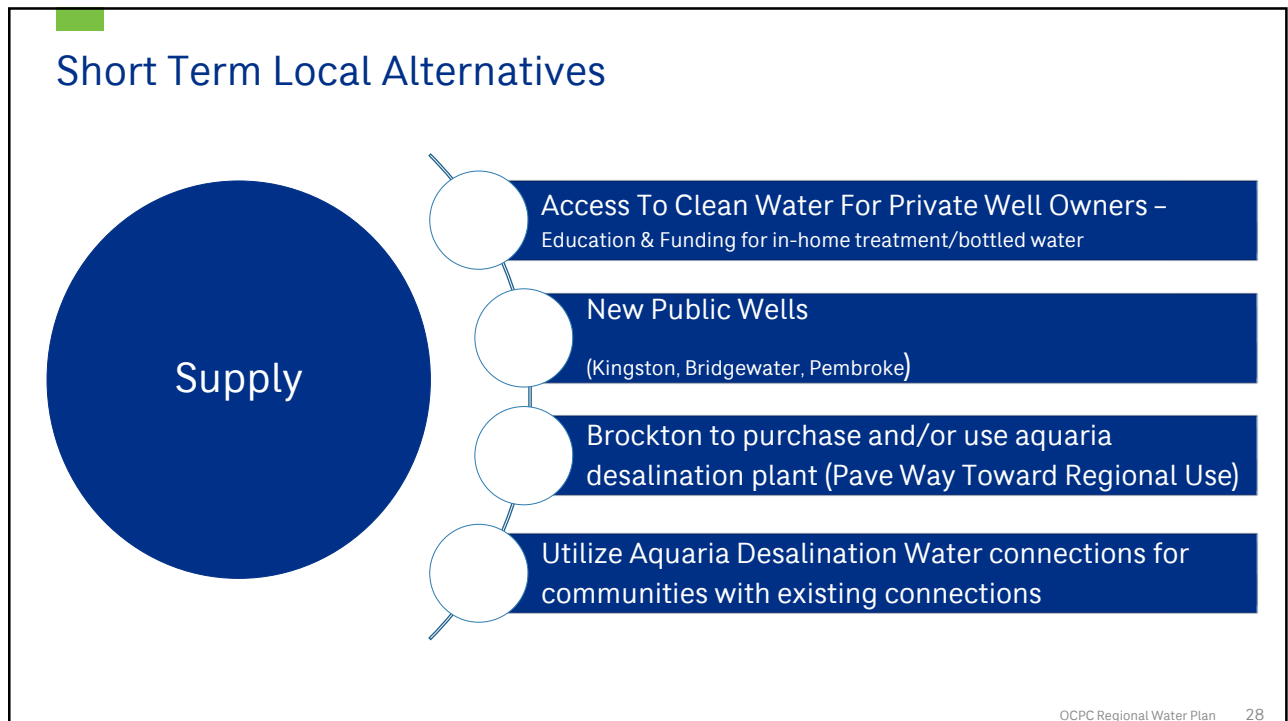 Short Term Local Alternatives
Supply
Access To Clean Water For Private Well Owners –
Education & Funding for in-home treatment/bottled water
New Public Wells
(Kingston, Bridgewater, Pembroke)
Brockton to purchase and/or use aquaria
desalination plant (Pave Way Toward Regional Use)
Utilize Aquaria Desalination Water connections for
communities with existing connections
OCPC Regional Water Plan 28